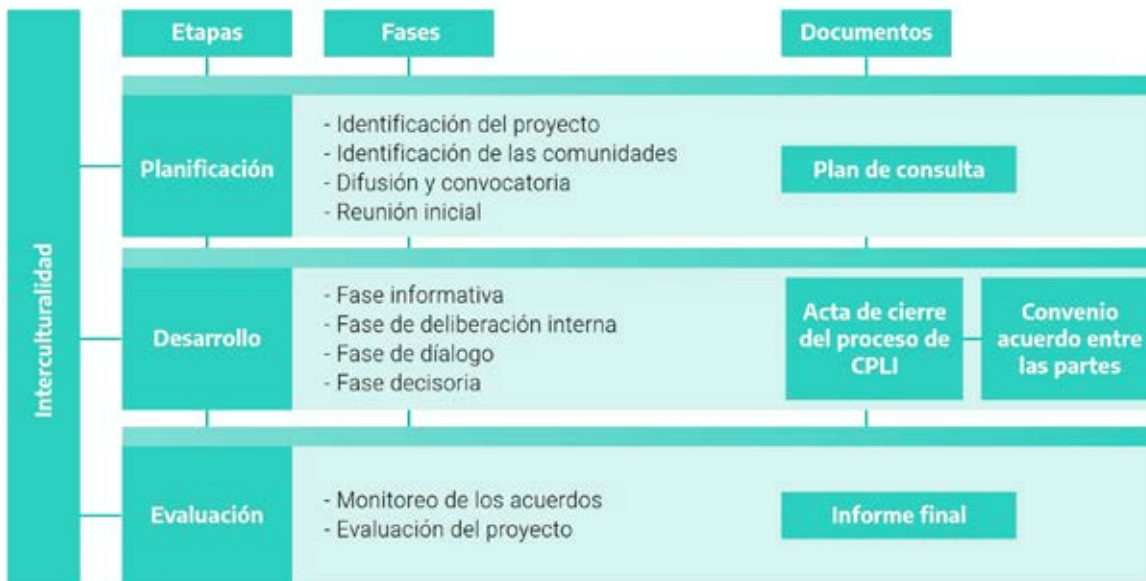 Interculturalidad
Etapas
Fases
Documentos
Planificación
- Identificación del proyecto
- Identificación de las comunidades
- Difusión y convocatoria
- Reunión inicial
Plan de consulta
Desarrollo
- Fase informativa
- Fase de deliberación interna
- Fase de díalogo
- Fase decisoria
Acta de cierre
del proceso de
CPLI
Convenio
acuerdo entre
las partes
Evaluación
- Monitoreo de los acuerdos
- Evaluación del proyecto
Informe final